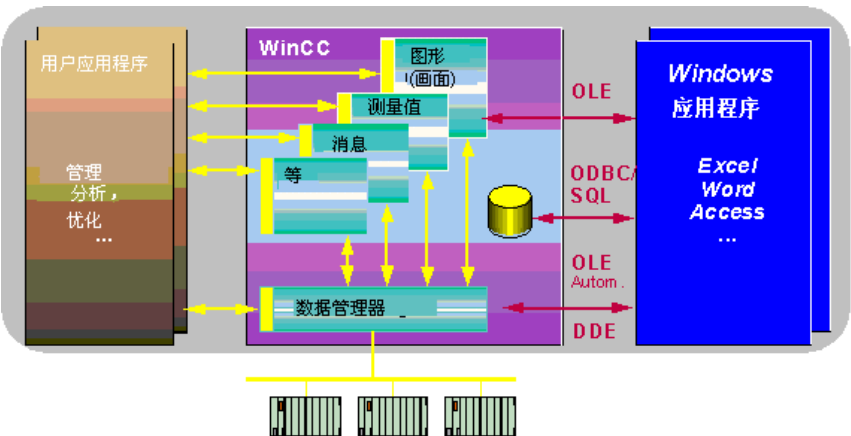 用户应用程序
管理
分析，
优化
...
WinCC
图形
(画面)
测量值
消息
等
数据管理器
OLE
ODBC/
SQL
OLE
Autom.
DDE
Windows
应用程序
Excel
Word
Access
...